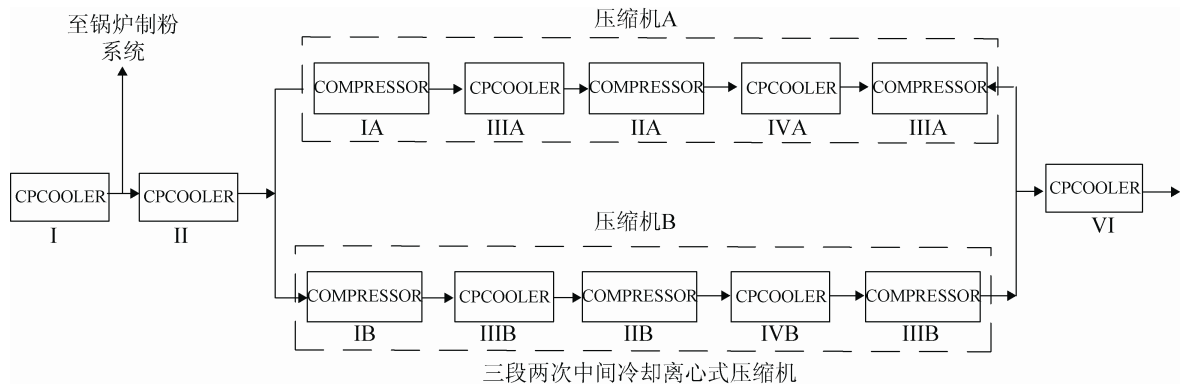 压缩机A
至锅炉制粉
系统
COMPRESSOR
CPCOOLER
COMPRESSOR
CPCOOLER
COMPRESSOR
IA
IIIA
IIA
IVA
IIIA
CPCOOLER
I
CPCOOLER
II
CPCOOLER
VI
压缩机B
COMPRESSOR
CPCOOLER
COMPRESSOR
CPCOOLER
COMPRESSOR
IB
IIIB
IIB
IVB
IIIB
三段两次中间冷却离心式压缩机